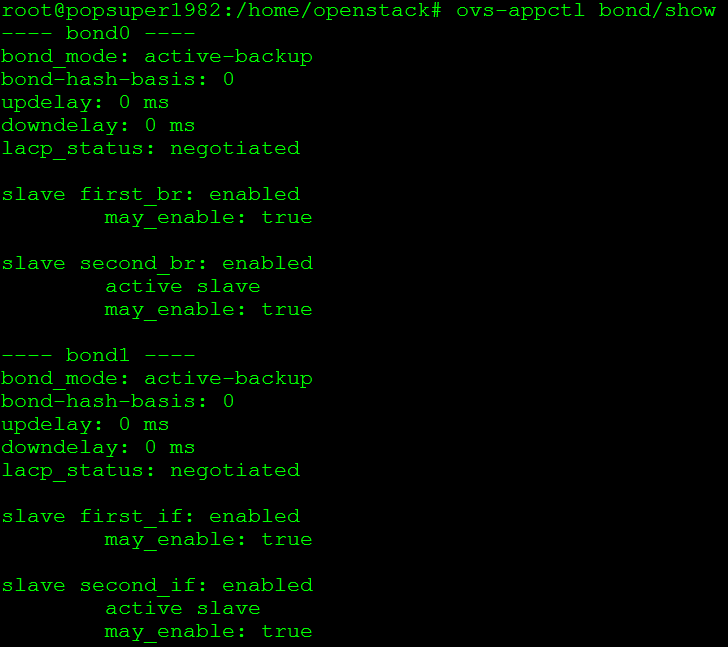 root@popsuper1982:/home/openstack# ovs-appctl bond/show
---- bond0 ----
bond_mode: active-backup
bond-hash-basis: 0
updelay: 0 ms
downdelay: 0 ms
lacp_status: negotiated

slave first_br: enabled
        may_enable: true

slave second_br: enabled
        active slave
        may_enable: true

---- bond1 ----
bond_mode: active-backup
bond-hash-basis: 0
updelay: 0 ms
downdelay: 0 ms
lacp_status: negotiated

slave first_if: enabled
        may_enable: true

slave second_if: enabled
        active slave
        may_enable: true